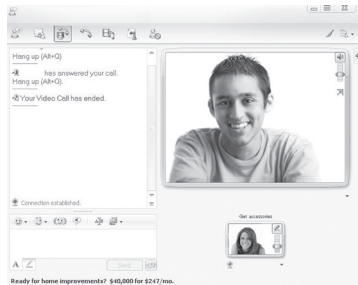 Hang up (Alt+Q)
has answered your call.
Hang up (Alt+Q).
Your Video Call has ended.
Connection established.
Get accessories
A
Send
Ready for home improvements? $40,000 for $247/mo.